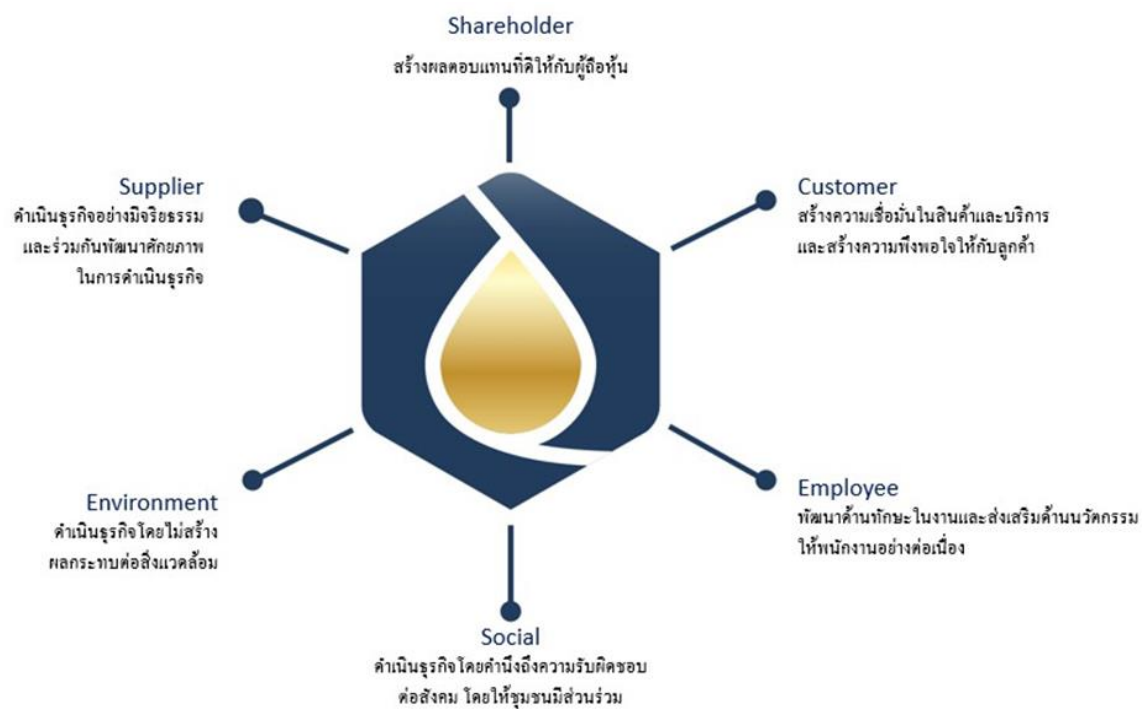 Shareholder
สร้างผลตอบแทนที่ดีให้กับผู้ถือหุ้น
Supplier
ดำเนินธุรกิจอย่างมีจริยธรรม
และร่วมกันพัฒนาศักยภาพ
ในการดำเนินธุรกิจ
Customer
สร้างความเชื่อมั่นในสินค้าและบริการ
และสร้างความพึงพอใจให้กับลูกค้า
Environment
ดำเนินธุรกิจโดยไม่สร้าง
ผลกระทบต่อสิ่งแวดล้อม
Employee
พัฒนาด้านทักษะในงานและส่งเสริมด้านนวัตกรรม
ให้พนักงานอย่างต่อเนื่อง
Social
ดำเนินธุรกิจโดยคำนึงถึงความรับผิดชอบ
ต่อสังคม โดยให้ชุมชนมีส่วนร่วม